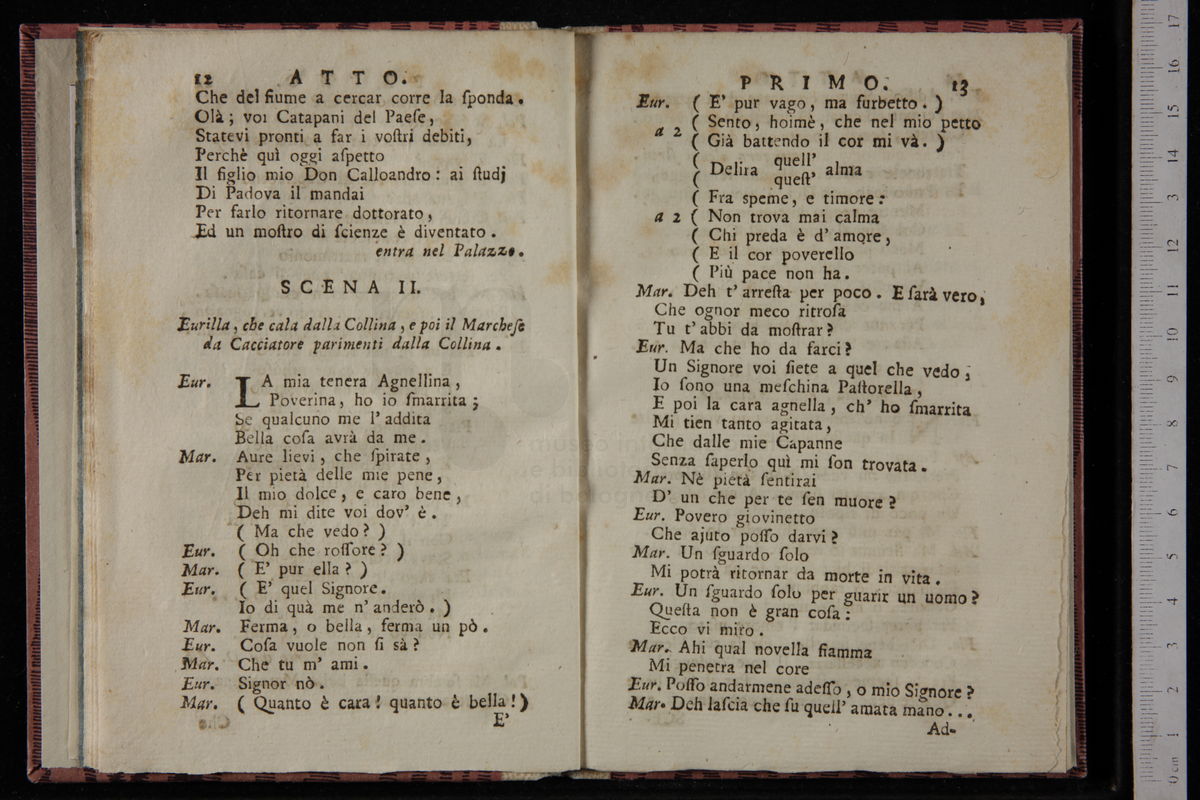 12 ATTO.
Che del fiume a cercar corre la ſponda.
Olà; voi Catapani del Paeſe,
Statevi pronti a far i voſtri debiti,
Perchè quì oggi aſpetto
Il figlio mio Don Calloandro: ai ſtudj
Di Padova il mandai
Per farlo ritornare dottorato,
Ed un moſtro di ſcienze è diventato.
entra nel Palazzo.
SCENA II.
Eurilla, che cala dalla Collina, e poi il Marcheſe
da Cacciatore parimenti dalla Collina.
Eur. LA mia tenera Agnellina,
Poverina, ho io ſmarrita;
Se qualcuno me l'addita
Bella coſa avrà da me.
Mar. Aure lievi, che ſpirate,
Per pietà delle mie pene,
Il mio dolce, e caro bene,
Deh mi dite voi dov' è.
( Ma che vedo? )
Eur. ( Oh che roſſore? )
Mar. ( E' pur ella? )
Eur. ( E' quel Signore.
Io di quà me n' anderò. )
Mar. Ferma, o bella, ferma un pò.
Eur. Coſa vuole non ſi sà?
Mar. Che tu m' ami.
Eur. Signor nò.
Mar. ( Quanto è cara! quanto è bella!)
E'
PRIMO. 13
Eur. ( E' pur vago, ma furbetto. )
( Sento, hoimè, che nel mio petto
a 2
( Già battendo il cor mi và. )
( Delira quell' alma
( queſt'
( Fra speme, e timore:
a 2 ( Non trova mai calma
( Chi preda è d' amore,
( E il cor poverello
( Più pace non ha.
Mar. Deh t' arreſta per poco. E ſarà vero,
Che ognor meco ritroſa
Tu t' abbi da moſtrar?
Eur. Ma che ho da farci?
Un Signore voi ſiete a quel che vedo;
Io ſono una meſchina Paſtorella,
E poi la cara agnella, ch' ho ſmarrita
Mi tien tanto agitata,
Che dalle mie Capanne
Senza ſaperlo quì mi ſon trovata.
Mar. Nè pietà ſentirai
D' un che per te ſen muore?
Eur. Povero giovinetto
Che ajuto poſſo darvi?
Mar. Un ſguardo ſolo
Mi potrà ritornar da morte in vita.
Eur. Un ſguardo ſolo per guarir un uomo?
Queſta non è gran coſa:
Ecco vi miro.
Mar. Ahi qual novella fiamma
Mi penetra nel core
Eur. Poſſo andarmene adeſſo, o mio Signore?
Mar. Deh laſcia che ſu quell' amata mano...
Ad-